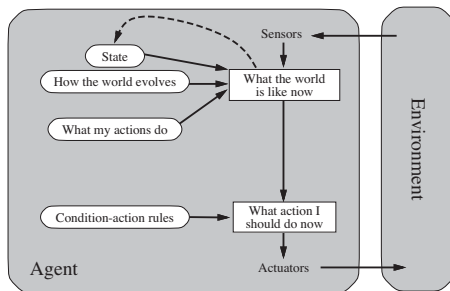 Sensors
State
How the world evolves
What the world
is like now
What my actions do
Environment
Condition-action rules
What action I
should do now
Agent
Actuators